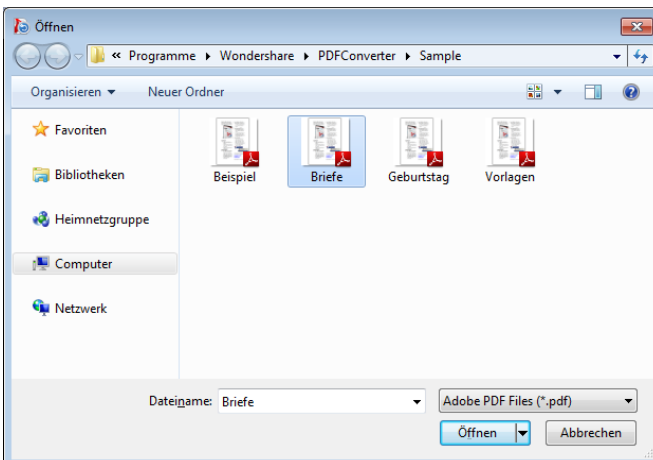 Öffnen
« Programme ▸ Wondershare ▸ PDFConverter ▸ Sample
Organisieren ▾ Neuer Ordner
Favoriten
Bibliotheken
Heimnetzgruppe
Computer
Netzwerk
Beispiel Briefe Geburtstag Vorlagen
Dateiname: Briefe Adobe PDF Files (*.pdf)
Öffnen Abbrechen